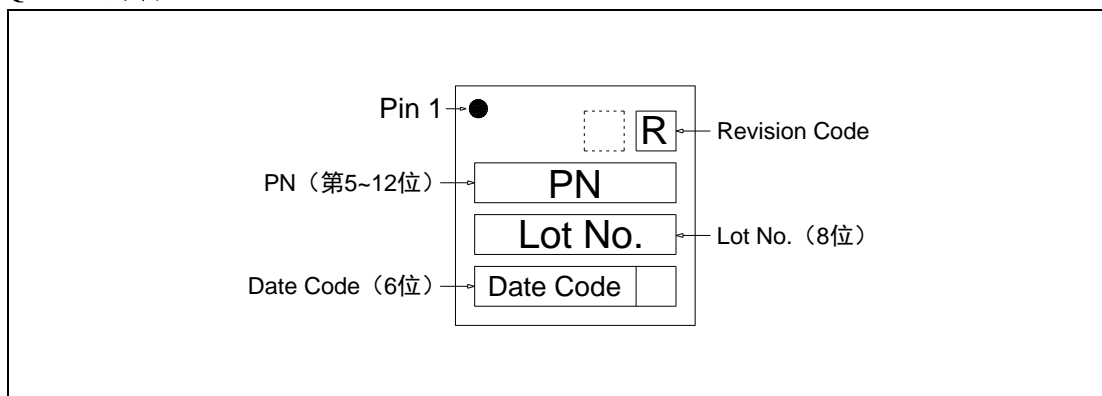 Pin 1
R
Revision Code
PN（第5~12位）
PN
Lot No.
Lot No.（8位）
Date Code（6位）
Date Code